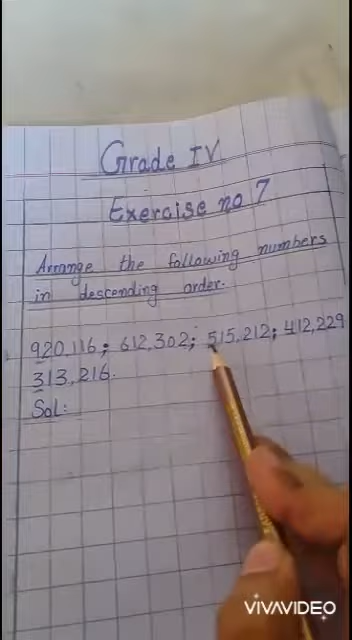 Grade IV
Exercise no 7
Arrange the following numbers
in descending order.
920,116; 612,302; 515,212; 412,229
313,216.
Sol:
VIVAVIDEO